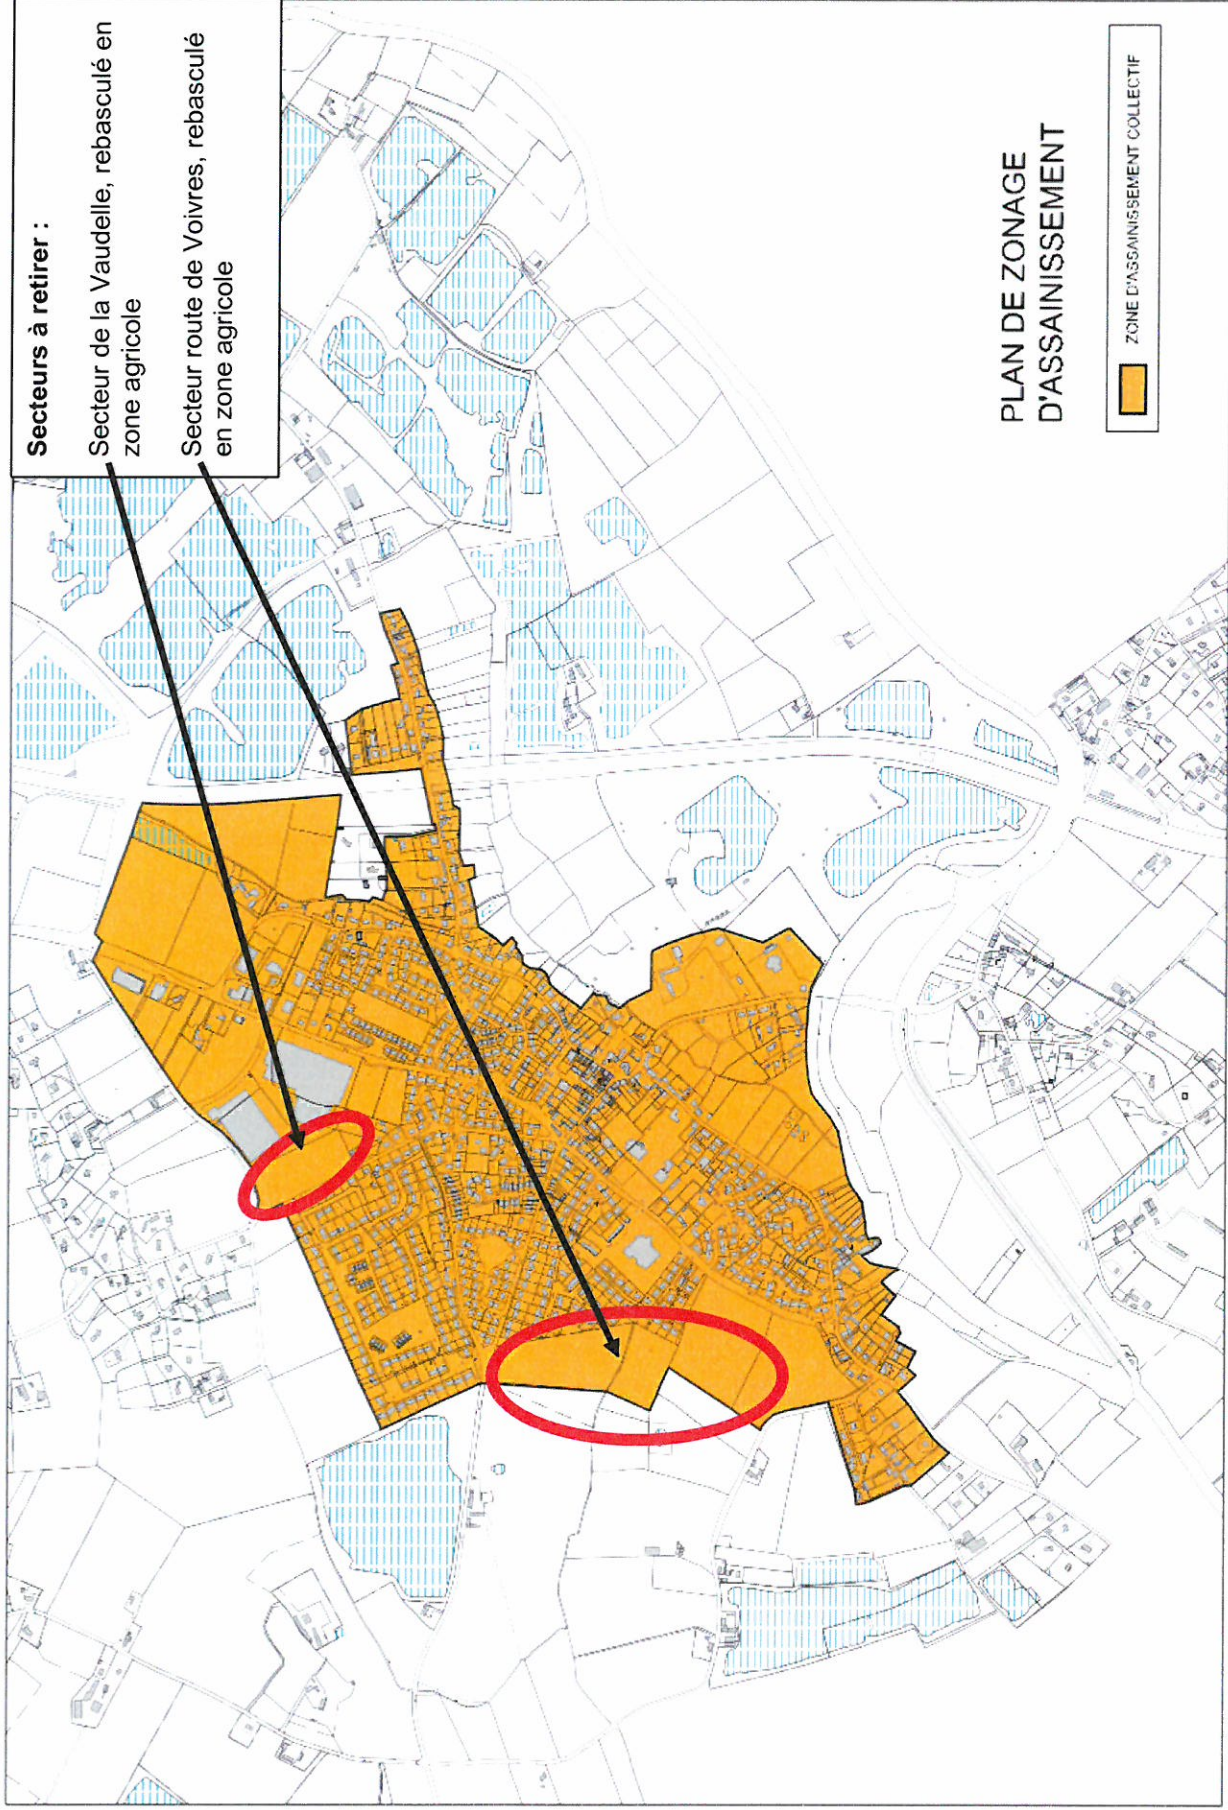 Secteurs à retirer :
Secteur de la Vaudelle, rebasculé en
zone agricole
Secteur route de Voivres, rebasculé
en zone agricole
PLAN DE ZONAGE
D'ASSAINISSEMENT
ZONE D'ASSAINISSEMENT COLLECTIF